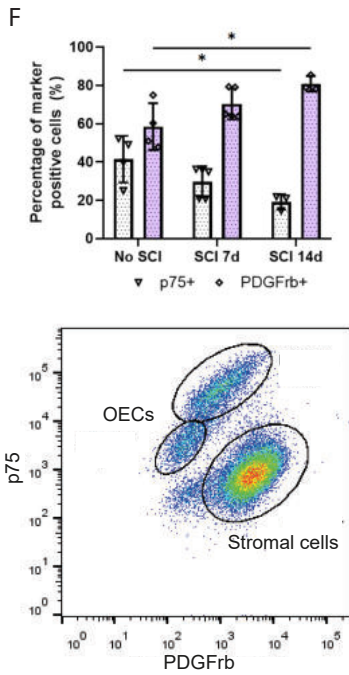 F
*
*
Percentage of marker
positive cells (%)
100
80
60
40
20
0
No SCI SCI 7d SCI 14d
p75+ PDGFrb+
p75
10⁵
10⁴
10³
10²
10¹
10⁰
OECs
Stromal cells
10⁰ 10¹ 10² 10³ 10⁴ 10⁵
PDGFrb